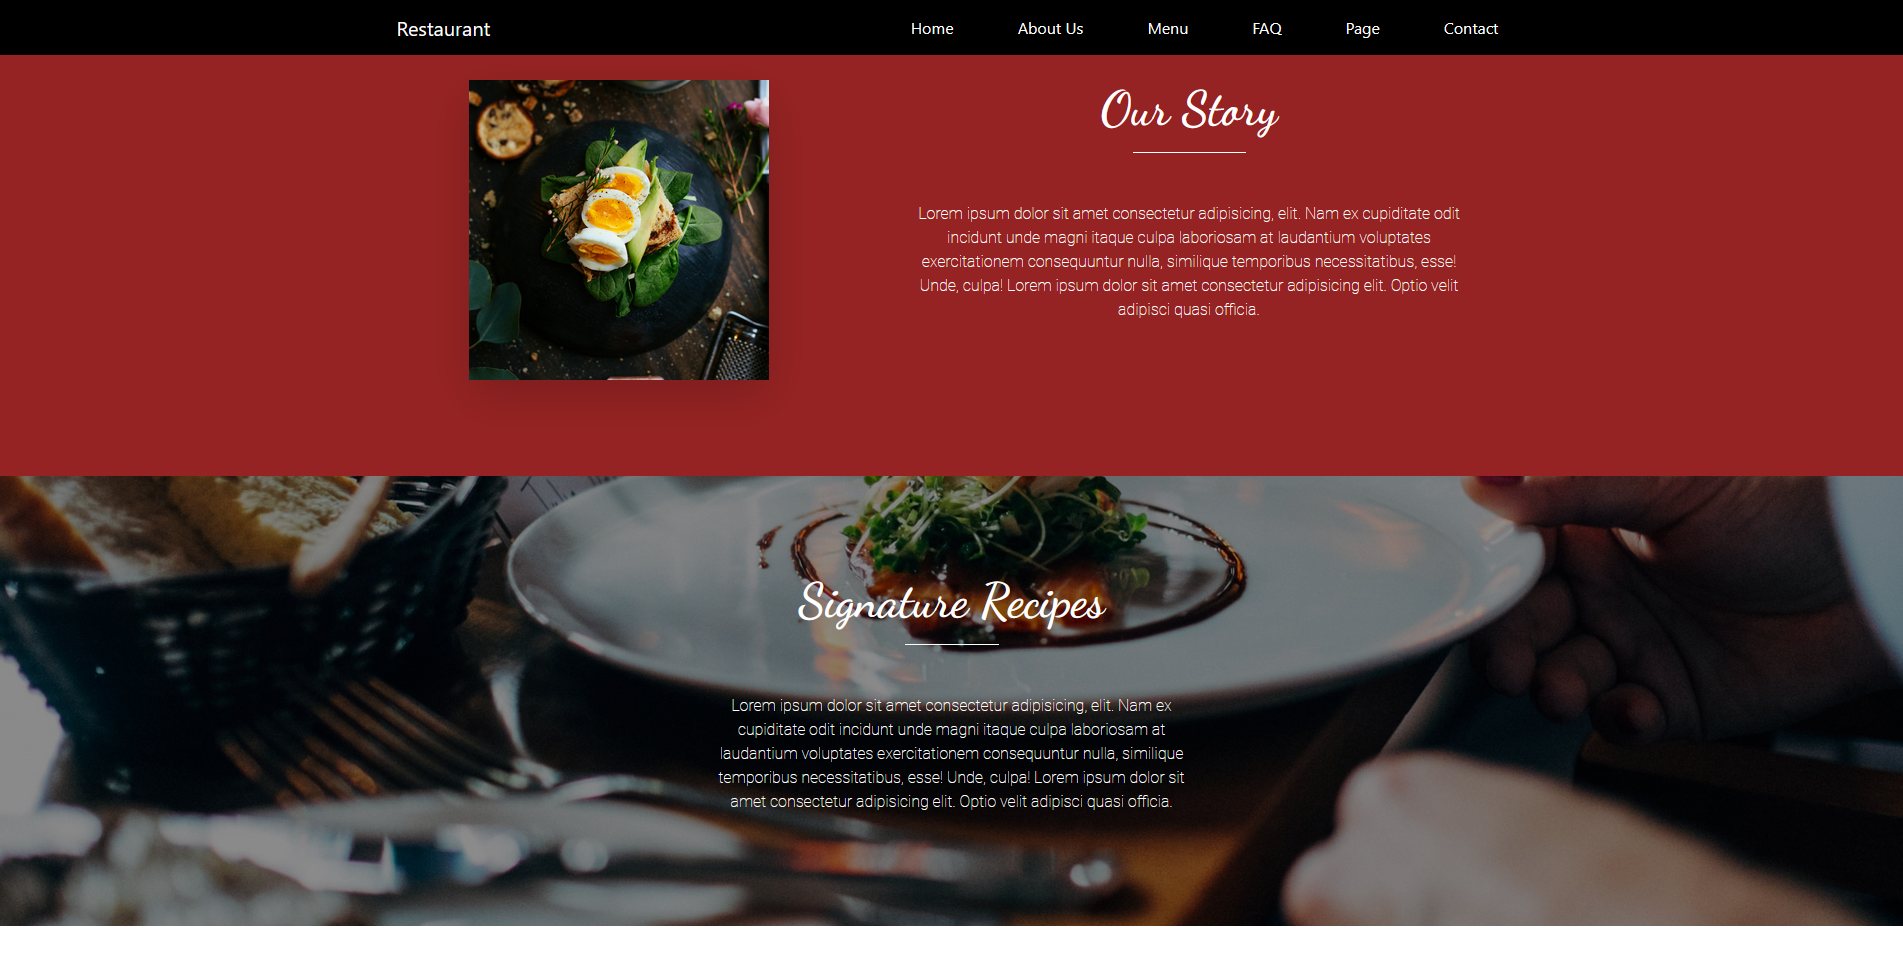 Restaurant Home About Us Menu FAQ Page Contact
Our Story
Lorem ipsum dolor sit amet consectetur adipisicing, elit. Nam ex cupiditate odit
incidunt unde magni itaque culpa laboriosam at laudantium voluptates
exercitationem consequuntur nulla, similique temporibus necessitatibus, esse!
Unde, culpa! Lorem ipsum dolor sit amet consectetur adipisicing elit. Optio velit
adipisci quasi officia.
Signature Recipes
Lorem ipsum dolor sit amet consectetur adipisicing, elit. Nam ex
cupiditate odit incidunt unde magni itaque culpa laboriosam at
laudantium voluptates exercitationem consequuntur nulla, similique
temporibus necessitatibus, esse! Unde, culpa! Lorem ipsum dolor sit
amet consectetur adipisicing elit. Optio velit adipisci quasi officia.